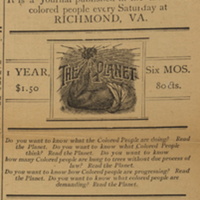 colored people every Saturday at
RICHMOND, VA.
1 YEAR, THE PLANET Six MOS.
$1.50 80 cts.
Do you want to know what the Colored People are doing? Read
the Planet. Do you want to know what Colored People
think? Read the Planet. Do you want to know
how many Colored people are hung to trees without due process of
law? Read the Planet.
Do you want to know how Colored People are progressing? Read
the Planet. Do you want to know what colored people are
demanding? Read the Planet.